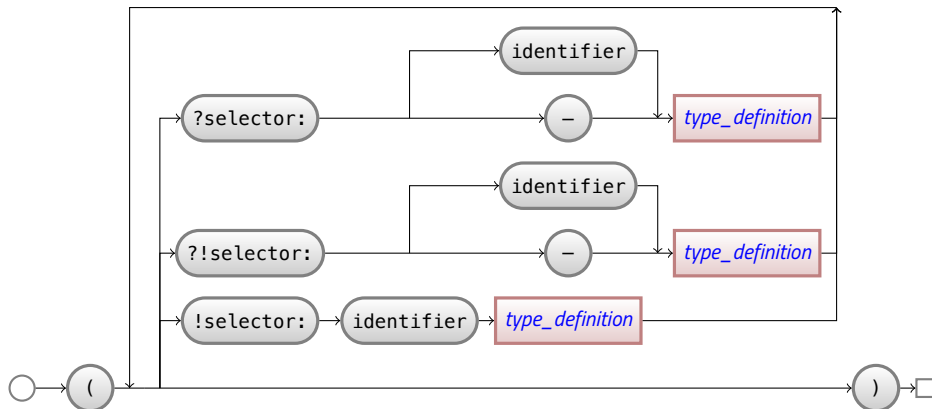 identifier
?selector: – type_definition
identifier
?!selector: – type_definition
!selector: identifier type_definition
( )